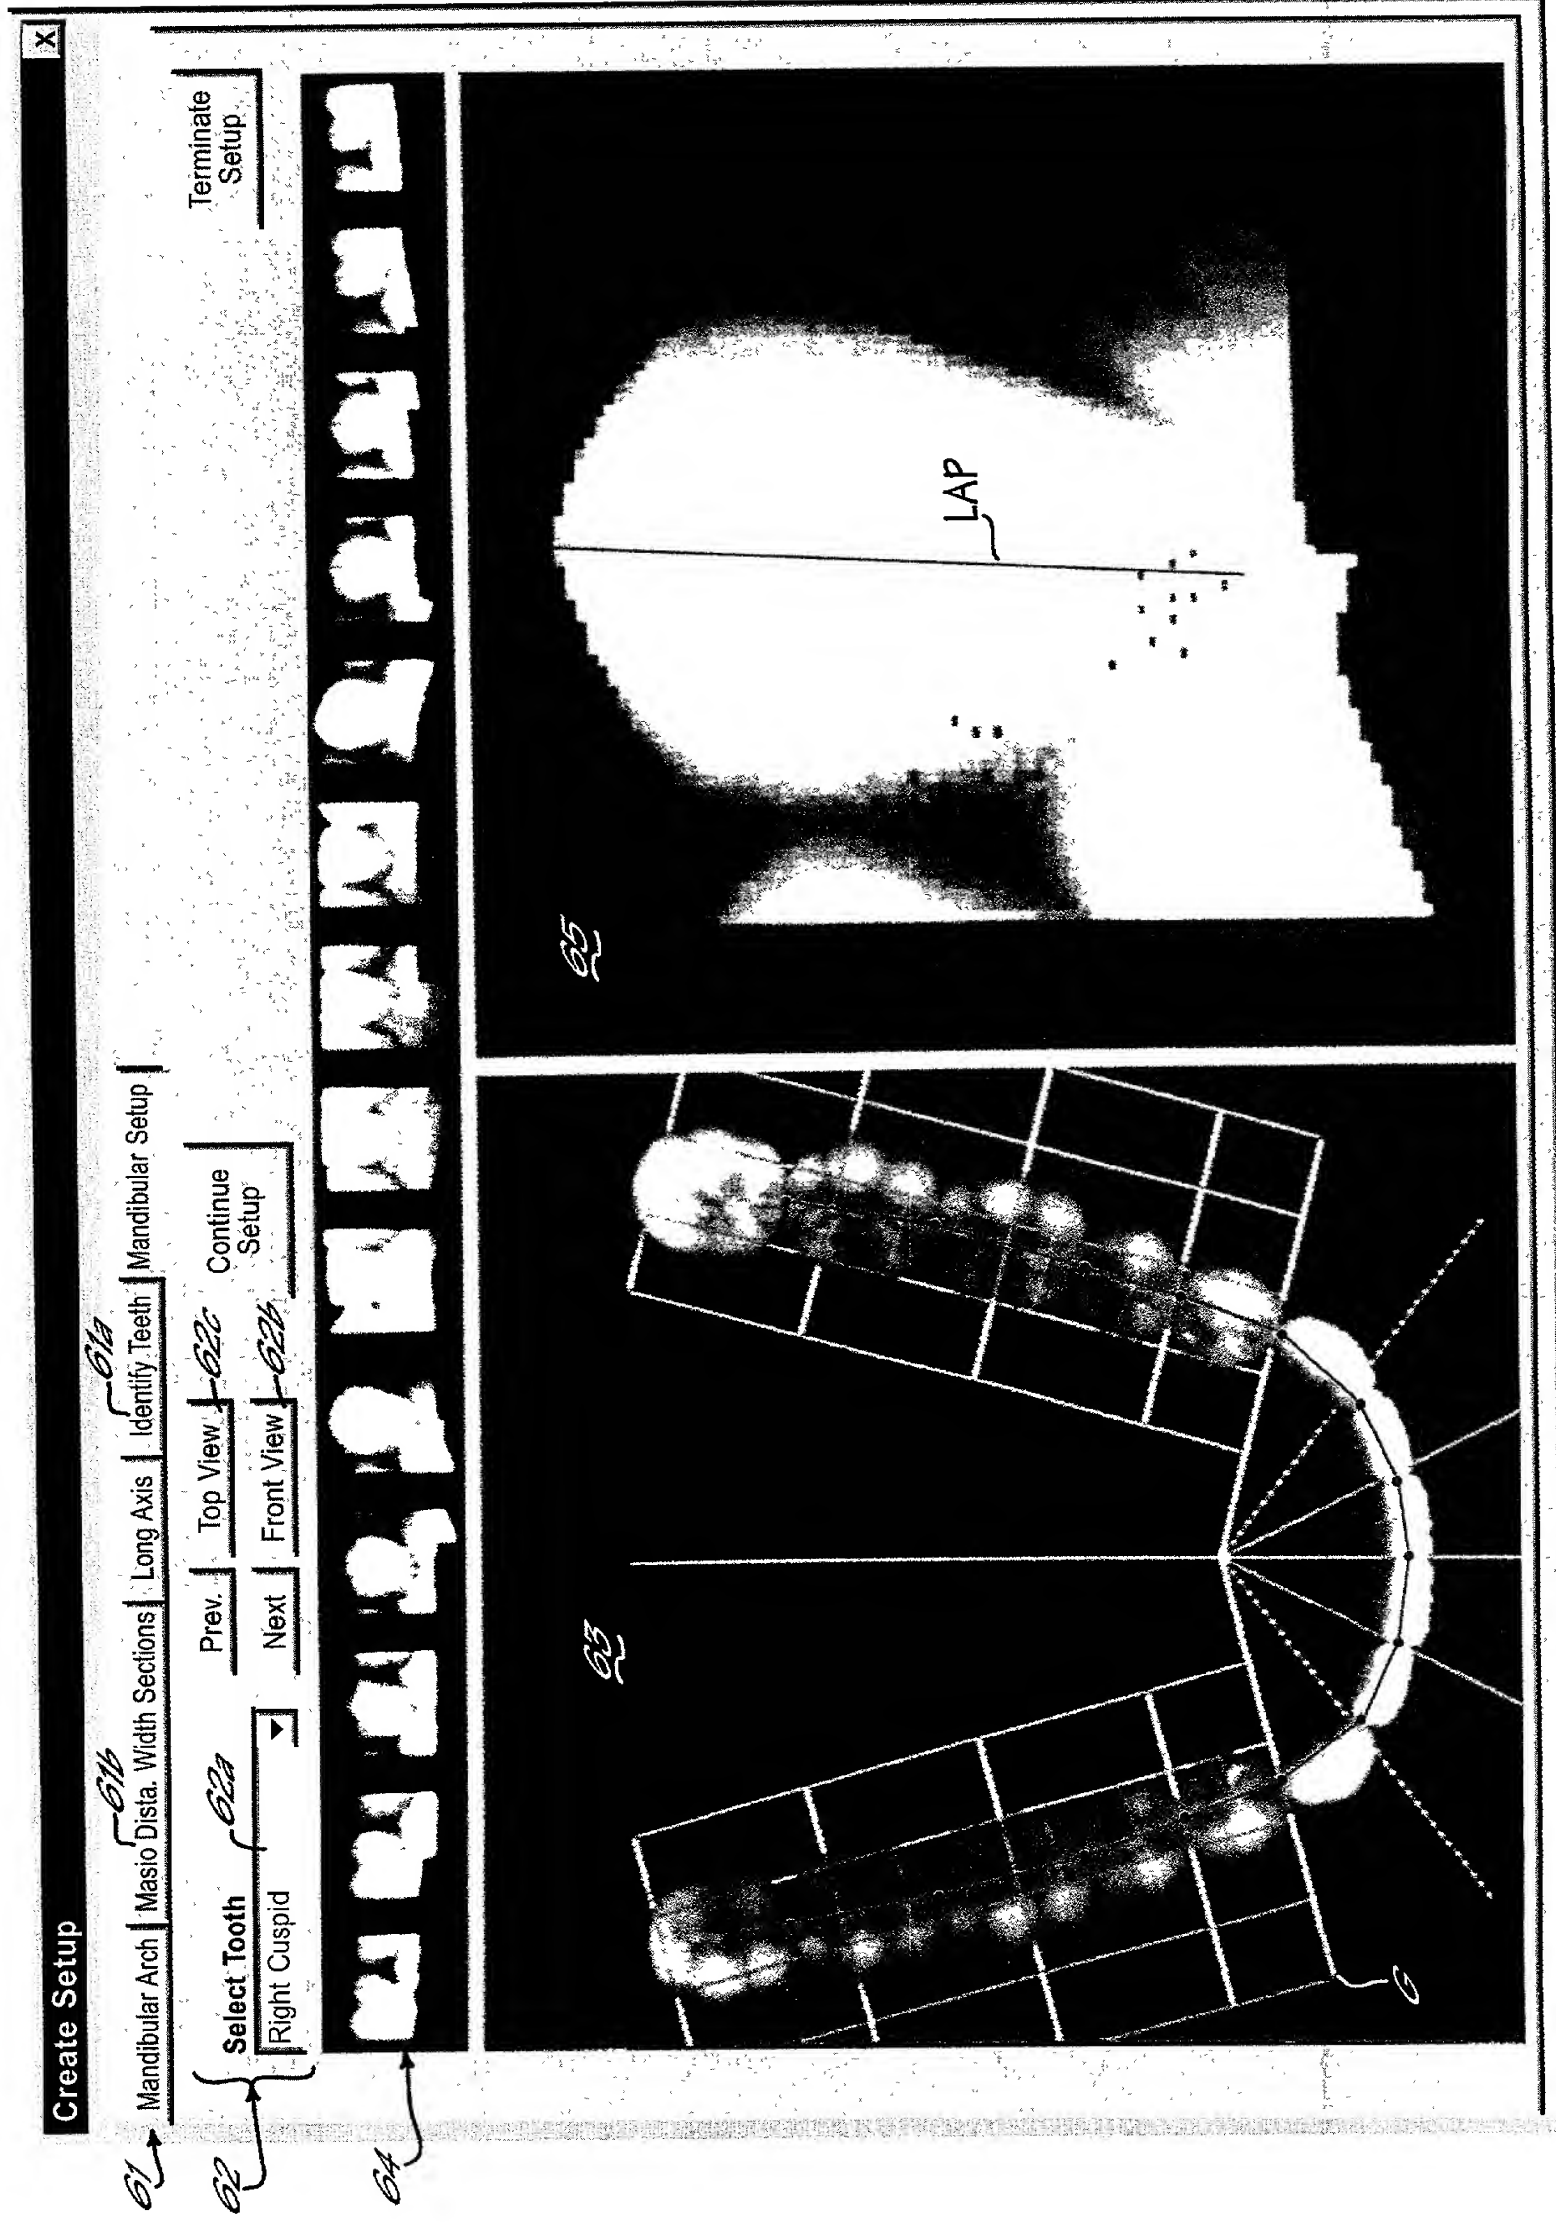 Create Setup
X
61
61b
61a
Mandibular Arch Masio Dista. Width Sections Long Axis Identify Teeth Mandibular Setup
62
62a
62c
62b
Select Tooth
Right Cuspid
Prev.
Next
Top View
Front View
Continue
Setup
Terminate
Setup
64
63
65
LAP
G